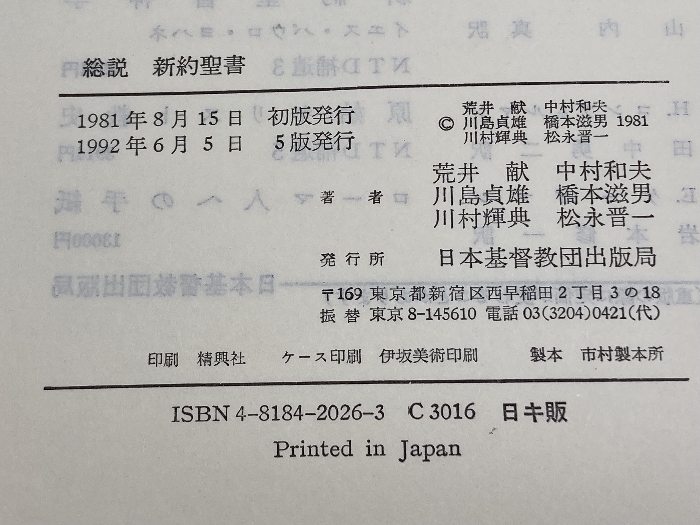 総説 新約聖書
1981年8月15日 初版発行
1992年6月5日 5版発行
© 荒井 献 中村和夫
川島貞雄 橋本滋男 1981
川村輝典 松永晋一
荒井 献 中村和夫
著者 川島貞雄 橋本滋男
川村輝典 松永晋一
発行所 日本基督教団出版局
〒169 東京都新宿区西早稲田2丁目3の18
振替 東京8-145610 電話03(3204)0421(代)
印刷 精興社 ケース印刷 伊坂美術印刷 製本 市村製本所
ISBN4-8184-2026-3 C3016 日キ販
Printed in Japan